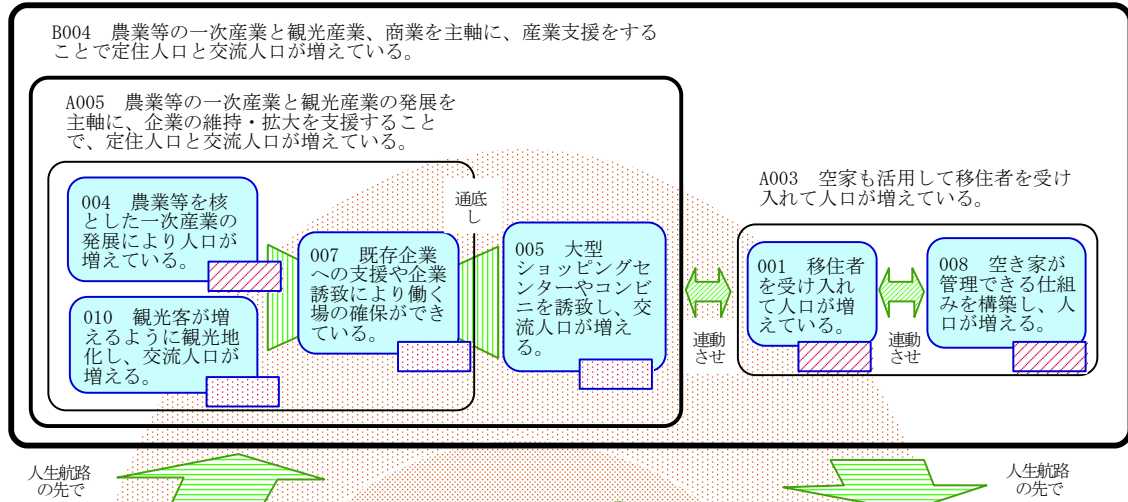 B004　農業等の一次産業と観光産業、商業を主軸に、産業支援をする
ことで定住人口と交流人口が増えている。
A005　農業等の一次産業と観光産業の発展を
主軸に、企業の維持・拡大を支援すること
で、定住人口と交流人口が増えている。
004　農業等を核
とした一次産業の
発展により人口が
増えている。
010　観光客が増
えるように観光地
化し、交流人口が
増える。
007　既存企業
への支援や企業
誘致により働く
場の確保ができ
ている。
通底
し
005　大型
ショッピングセ
ンターやコンビ
ニを誘致し、交
流人口が増え
る。
連動
させ
A003　空家も活用して移住者を受け
入れて人口が増えている。
001　移住者
を受け入れ
て人口が増
えている。
連動
させ
008　空き家が
管理できる仕組
みを構築し、人
口が増える。
人生航路
の先で
人生航路
の先で